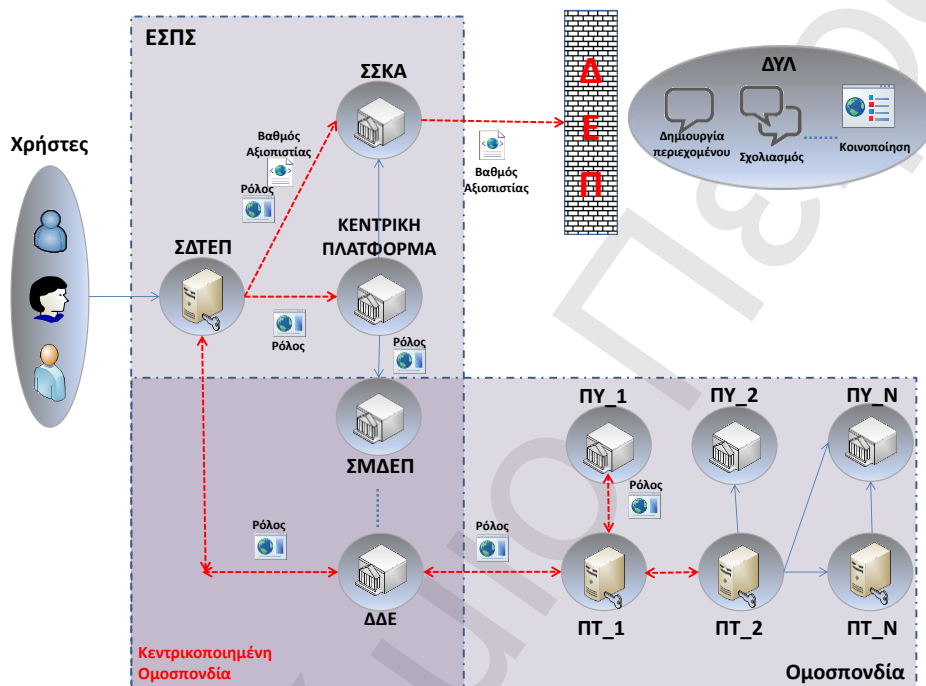 ΕΣΠΣ
ΣΣΚΑ
ΔΥΛ
Δ
Ε
Π
Δημιουργία
περιεχομένου
Σχολιασμός
Κοινοποίηση
Χρήστες
Βαθμός
Αξιοπιστίας
Ρόλος
Βαθμός
Αξιοπιστίας
ΣΔΤΕΠ
ΚΕΝΤΡΙΚΗ
ΠΛΑΤΦΟΡΜΑ
Ρόλος
Ρόλος
ΣΜΔΕΠ
ΠΥ_1
ΠΥ_2
ΠΥ_Ν
Ρόλος
Ρόλος
Ρόλος
ΔΔΕ
ΠΤ_1
ΠΤ_2
ΠΤ_Ν
Κεντρικοποιημένη
Ομοσπονδία
Ομοσπονδία